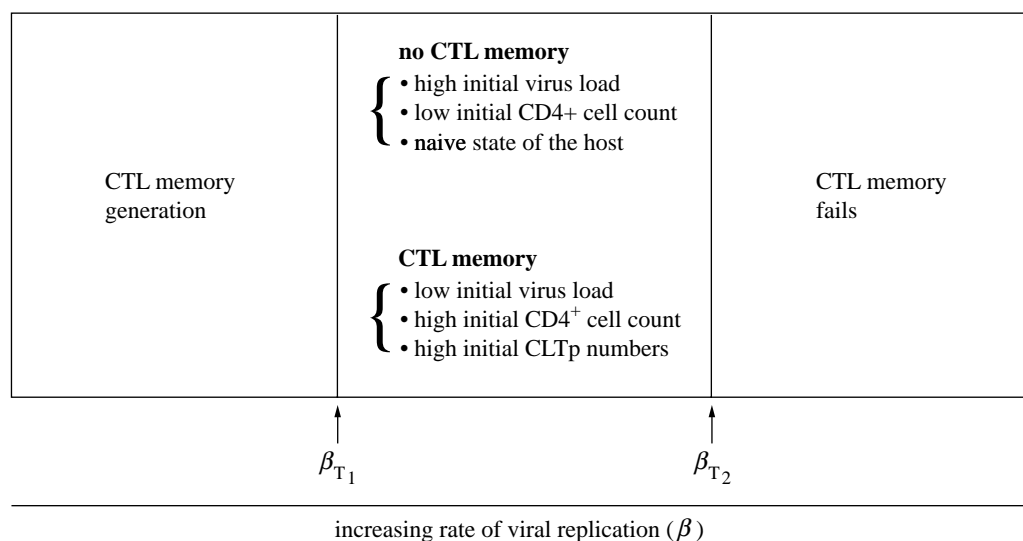 no CTL memory
• high initial virus load
• low initial CD4+ cell count
• naive state of the host
CTL memory
generation
CTL memory
fails
CTL memory
• low initial virus load
• high initial CD4⁺ cell count
• high initial CLTp numbers
β_T₁
β_T₂
increasing rate of viral replication (β)